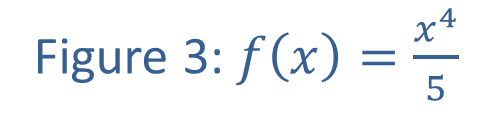 Figure 3: f(x) = x⁴/5